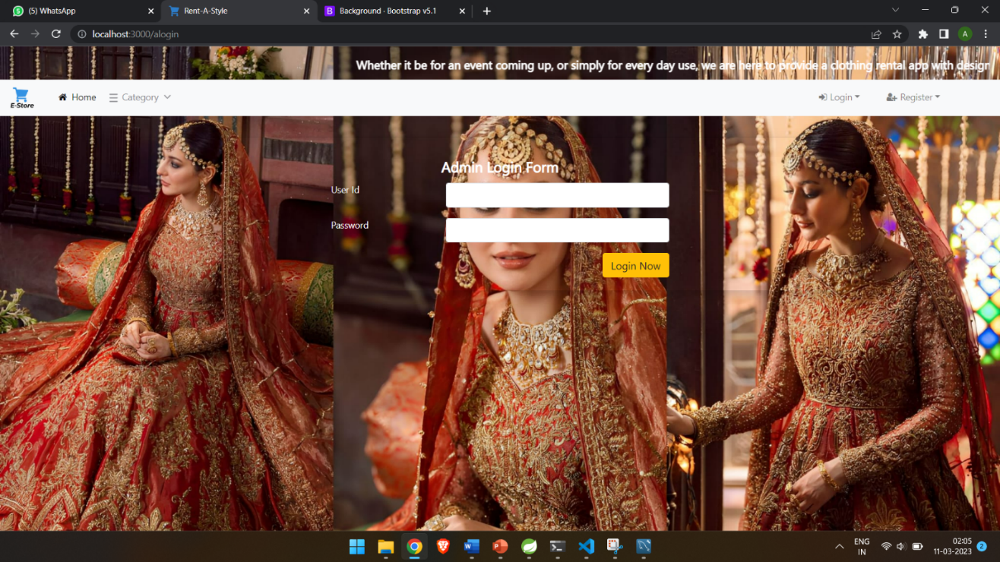 (5) WhatsApp
Rent-A-Style
Background · Bootstrap v5.1
localhost:3000/alogin
A
Whether it be for an event coming up, or simply for every day use, we are here to provide a clothing rental app with design
E-Store
Home
Category
Login
Register
Admin Login Form
User Id
Password
Login Now
ENG
IN
02:05
11-03-2023
2